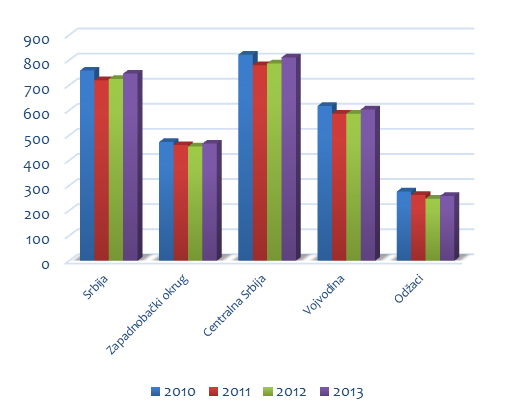 900
800
700
600
500
400
300
200
100
0
Srbija
Zapadnobački okrug
Centralna Srbija
Vojvodina
Odžaci
2010 2011 2012 2013